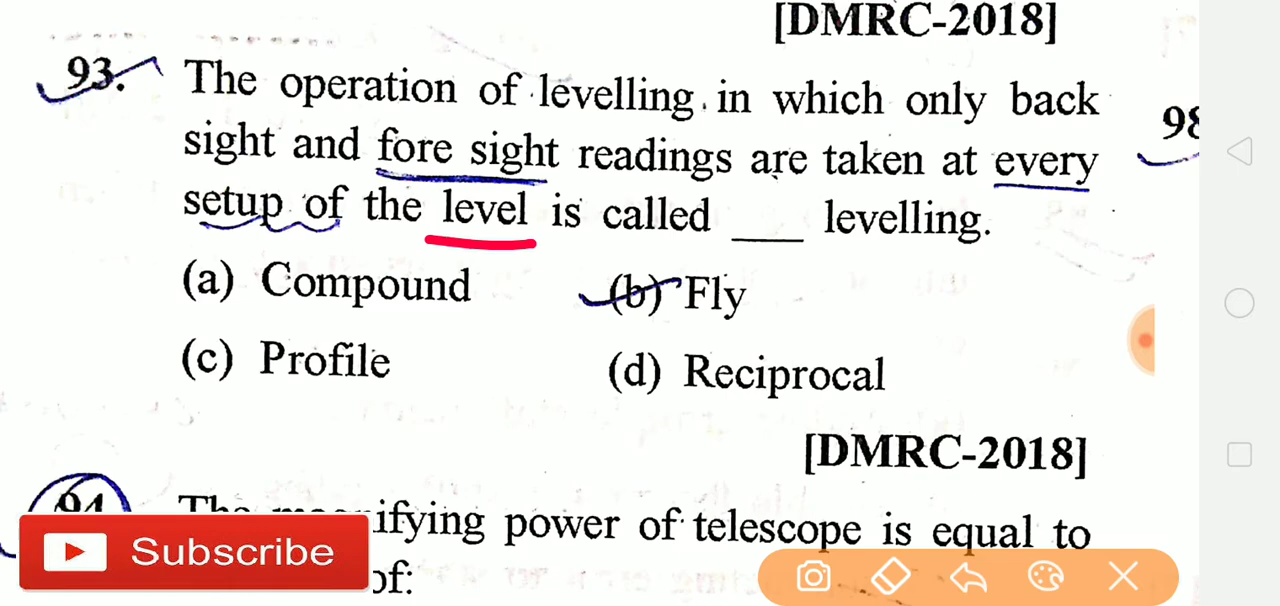 [DMRC-2018]
93. The operation of levelling in which only back
98
sight and fore sight readings are taken at every
setup of the level is called ___ levelling.
(a) Compound (b) Fly
(c) Profile (d) Reciprocal
[DMRC-2018]
94
ifying power of telescope is equal to
Subscribe
of: